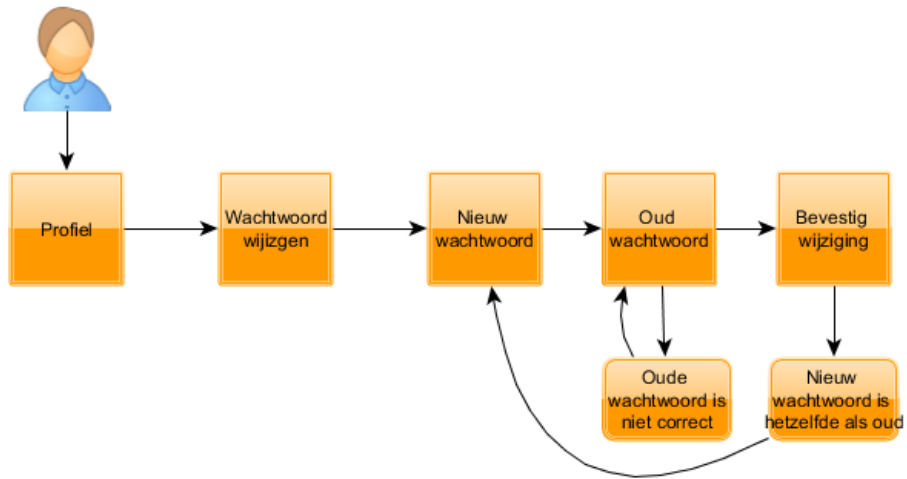 Profiel
Wachtwoord
wijizgen
Nieuw
wachtwoord
Oud
wachtwoord
Bevestig
wijziging
Oude
wachtwoord is
niet correct
Nieuw
wachtwoord is
hetzelfde als oud